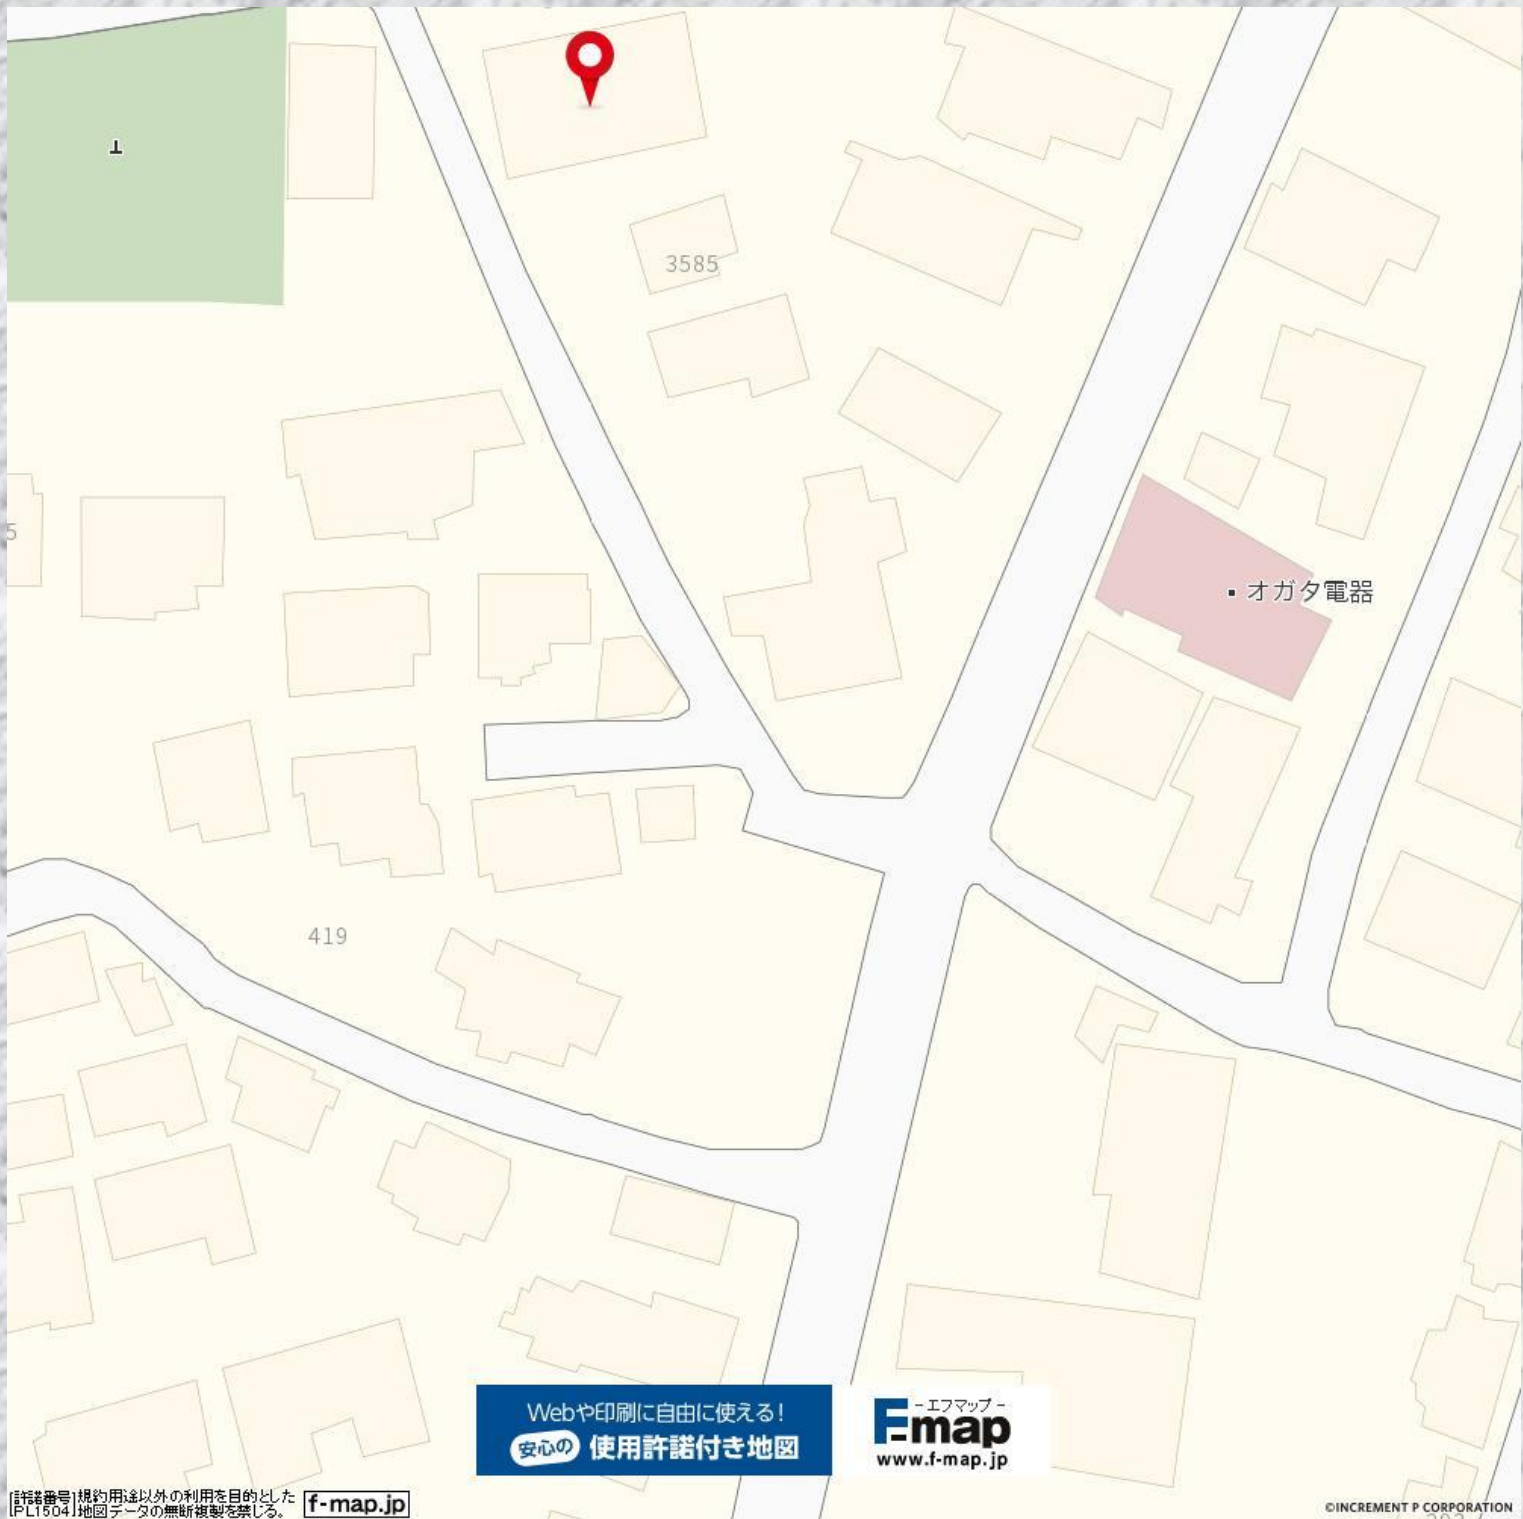 3585
5
オガタ電器
419
Webや印刷に自由に使える!
安心の 使用許諾付き地図
-エフマップ-
F-map
www.f-map.jp
[許諾番号]規約用途以外の利用を目的とした
[PL1504]地図データの無断複製を禁じる。
f-map.jp
©INCREMENT P CORPORATION